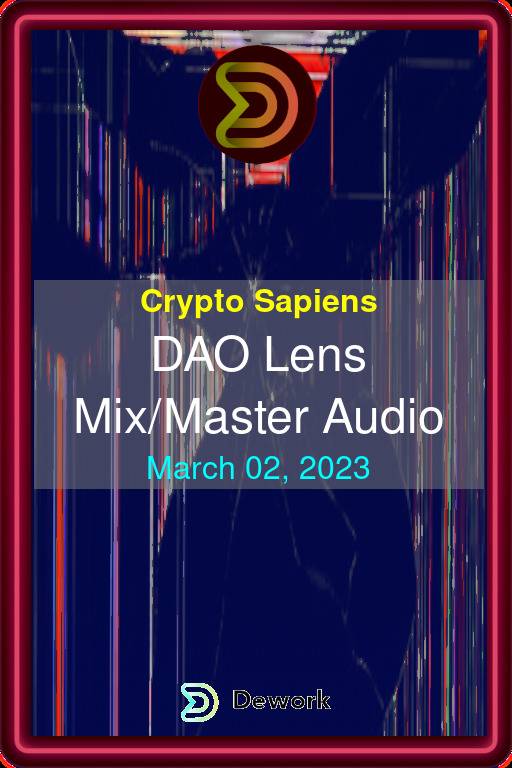 Crypto Sapiens
DAO Lens
Mix/Master Audio
March 02, 2023
Dework